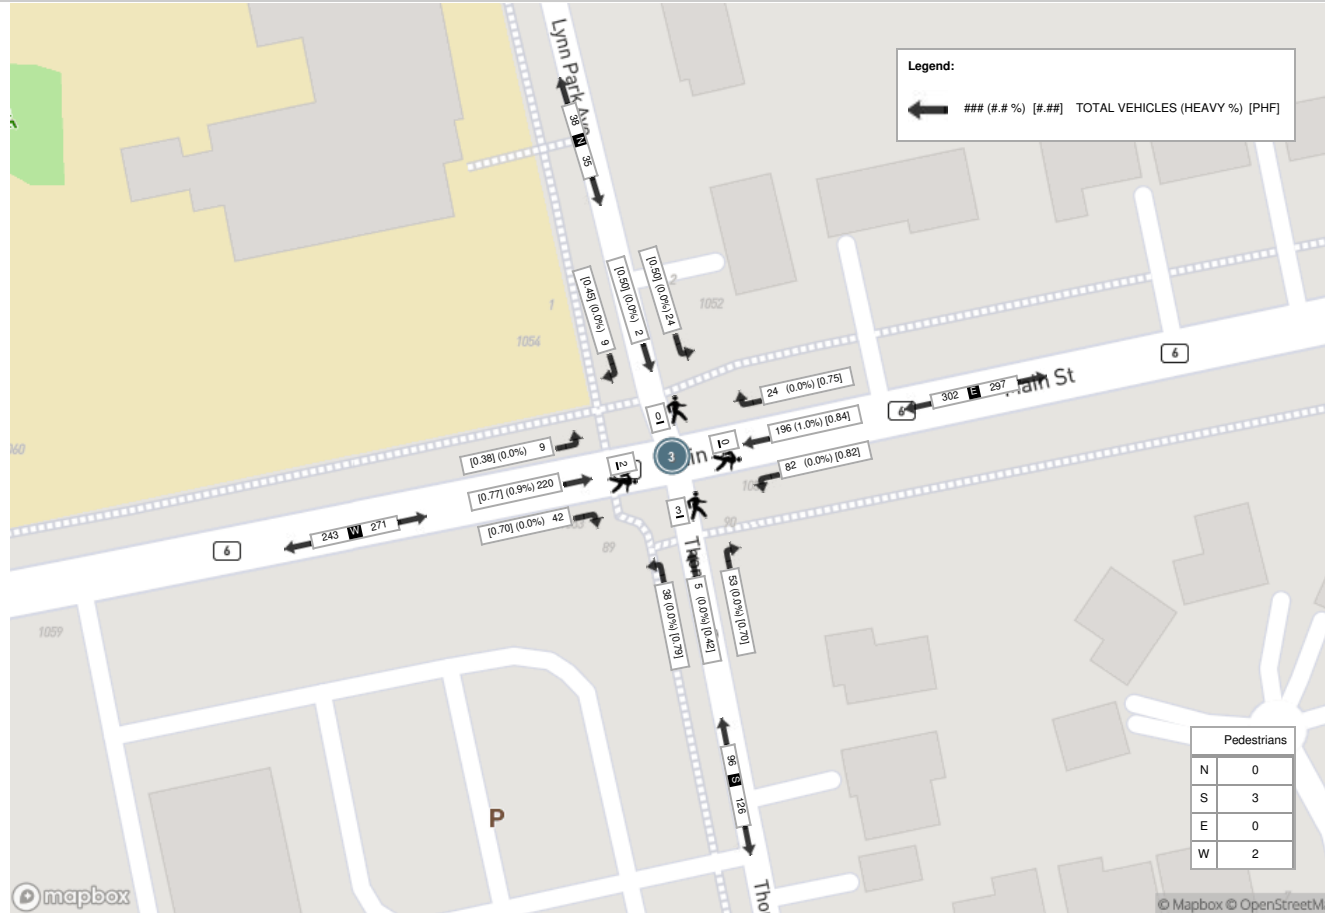 Lynn Park Ave
Legend:
### (#.# %) [#.##] TOTAL VEHICLES (HEAVY %) [PHF]
38 N 35
[0.45] (0.0%) 9
[0.50] (0.0%) 2
[0.50] (0.0%) 24
2
1052
1
1054
6
24 (0.0%) [0.75]
302 E 297
Main St
6
196 (1.0%) [0.84]
0
0
[0.38] (0.0%) 9
3
82 (0.0%) [0.82]
2
[0.77] (0.9%) 220
[0.70] (0.0%) 42
3
90
89
243 W 271
6
38 (0.0%) [0.79]
5 (0.0%) [0.42]
53 (0.0%) [0.70]
1059
96 S 126
P
Pedestrians
N 0
S 3
E 0
W 2
mapbox
© Mapbox © OpenStreetM